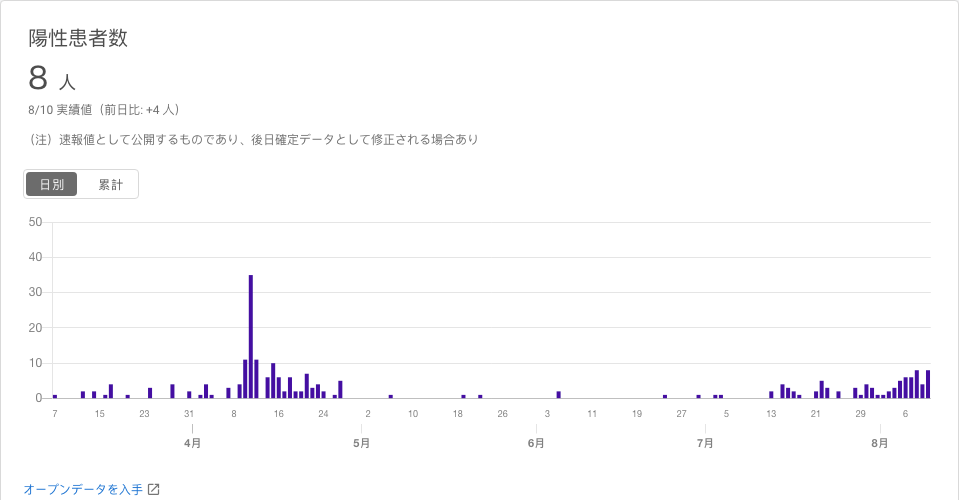 陽性患者数
8 人
8/10 実績値（前日比: +4 人）
（注）速報値として公開するものであり、後日確定データとして修正される場合あり
日別 累計
50
40
30
20
10
0
7 15 23 31 8 16 24 2 10 18 26 3 11 19 27 5 13 21 29 6
4月 5月 6月 7月 8月
オープンデータを入手